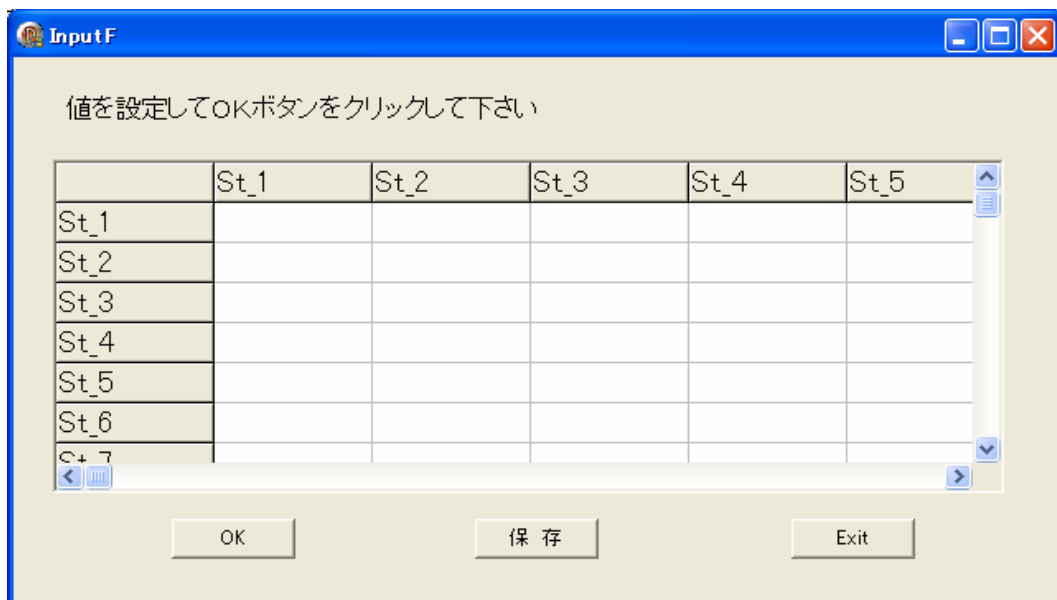 InputF
値を設定してOKボタンをクリックして下さい
St_1 St_2 St_3 St_4 St_5
St_1
St_2
St_3
St_4
St_5
St_6
St_7
OK 保 存 Exit